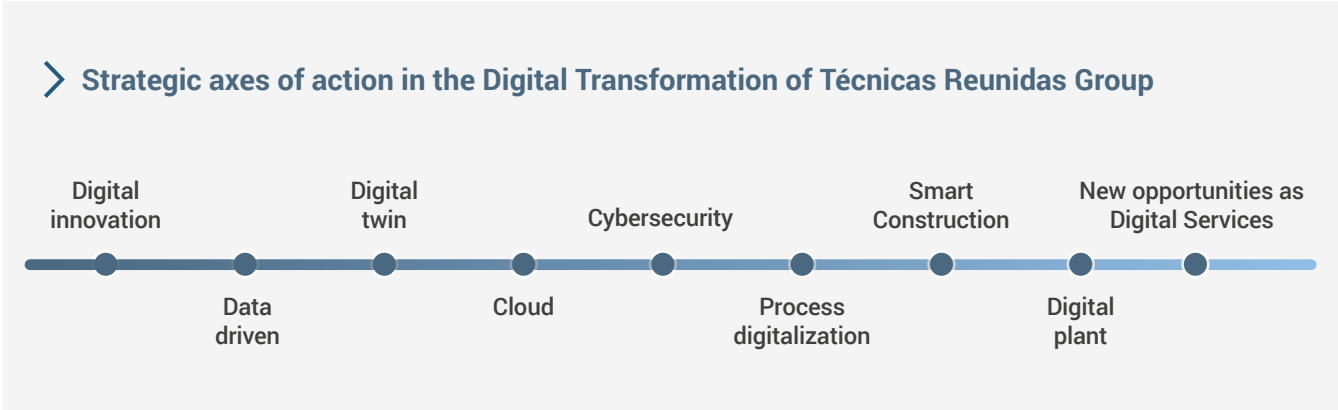 Strategic axes of action in the Digital Transformation of Técnicas Reunidas Group
Digital
innovation
Data
driven
Digital
twin
Cloud
Cybersecurity
Process
digitalization
Smart
Construction
Digital
plant
New opportunities as
Digital Services